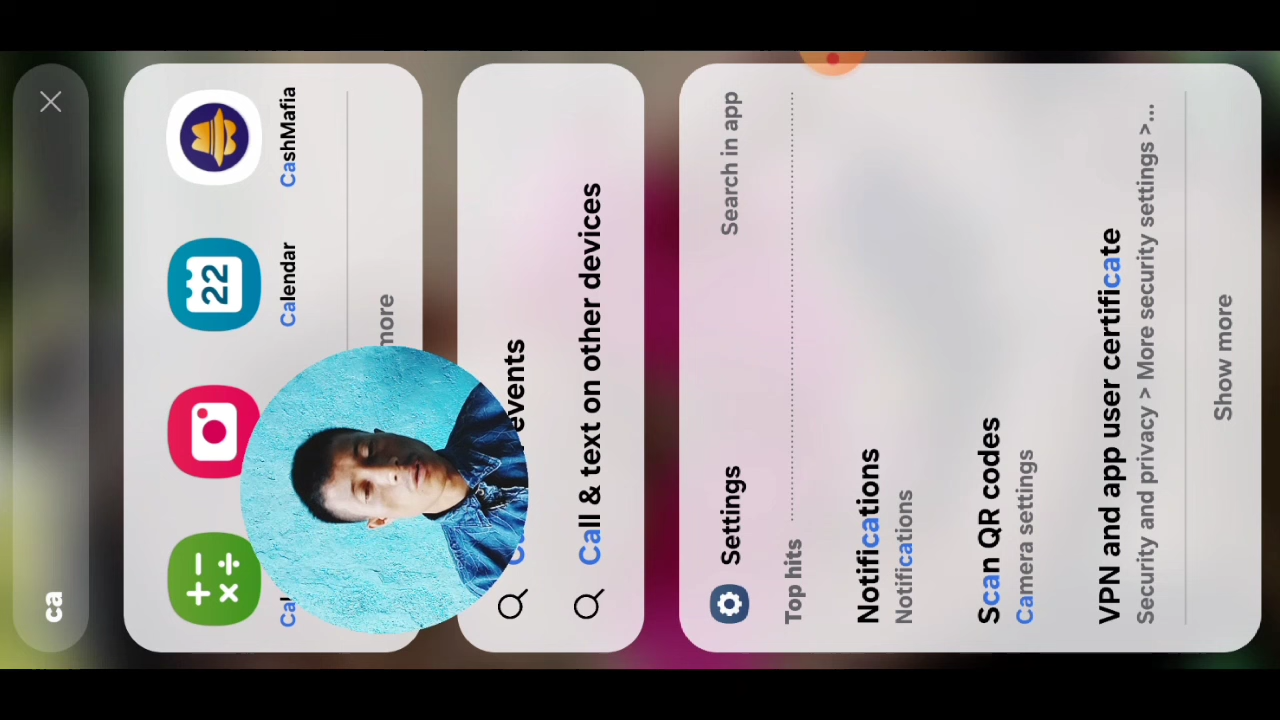 ca
Calendar
CashMafia
more
events
Call & text on other devices
Settings
Search in app
Top hits
Notifications
Notifications
Scan QR codes
Camera settings
VPN and app user certificate
Security and privacy > More security settings >...
Show more
22